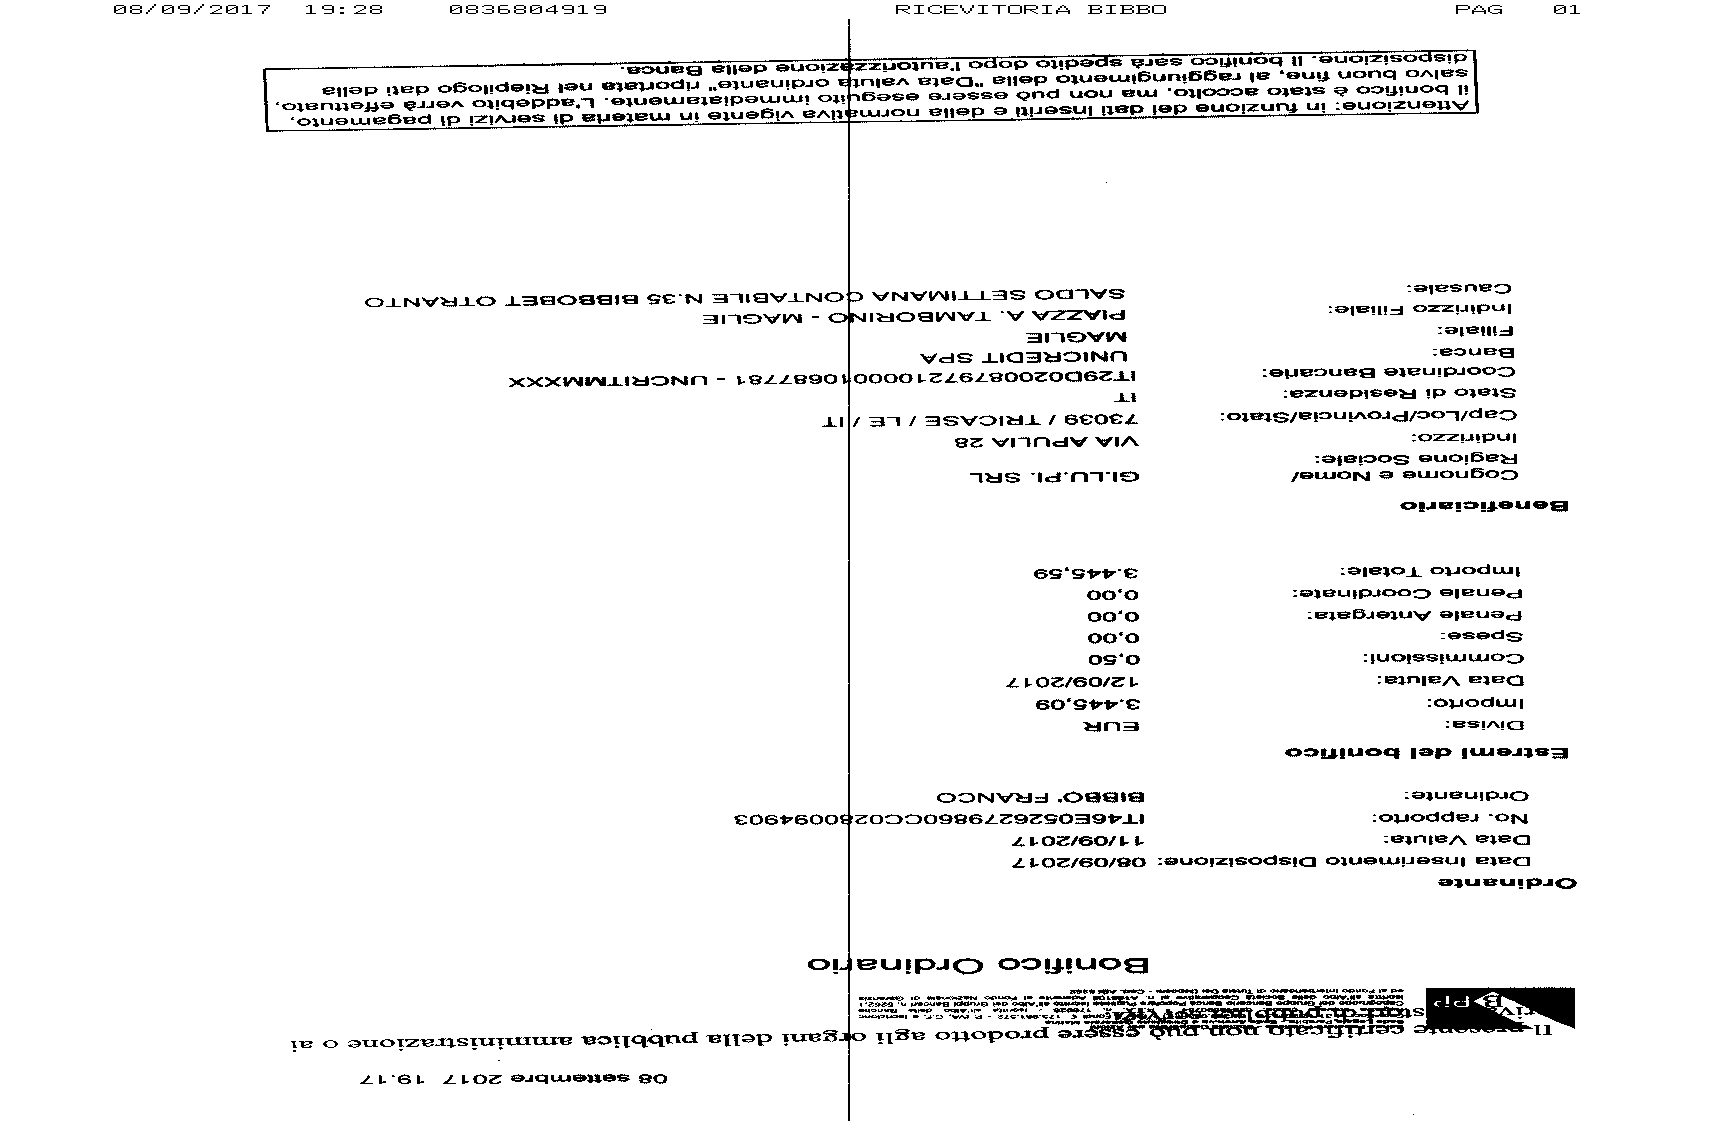 08/09/2017 19:28 0836804919 RICEVITORIA BIBBO PAG 01
08 settembre 2017 19.17
Il presente certificato non può essere prodotto agli organi della pubblica amministrazione o ai
Bonifico Ordinario
Ordinante
Data Inserimento Disposizione: 08/09/2017
Data Valuta: 11/09/2017
No. rapporto: IT46E0526279860CC0280094903
Ordinante: BIBBO' FRANCO
Estremi del bonifico
Divisa: EUR
Importo: 3.445,09
Data Valuta: 12/09/2017
Commissioni: 0,50
Spese: 0,00
Penale Antergata: 0,00
Penale Coordinate: 0,00
Importo Totale: 3.445,59
Beneficiario
Cognome e Nome/ GI.LU.PI. SRL
Ragione Sociale:
Indirizzo: VIA APULIA 28
Cap/Loc/Provincia/Stato: 73039 / TRICASE / LE / IT
Stato di Residenza: IT
Coordinate Bancarie: IT29D0200879721000010687781 - UNCRITMMXXX
Banca: UNICREDIT SPA
Filiale: MAGLIE
Indirizzo Filiale: PIAZZA A. TAMBORINO - MAGLIE
Causale: SALDO SETTIMANA CONTABILE N.35 BIBBOBET OTRANTO
Attenzione: in funzione dei dati inseriti e della normativa vigente in materia di servizi di pagamento,
il bonifico è stato accolto, ma non può essere eseguito immediatamente. L'addebito verrà effettuato,
salvo buon fine, al raggiungimento della "Data valuta ordinante" riportata nel Riepilogo dati della
disposizione. Il bonifico sarà spedito dopo l'autorizzazione della Banca.